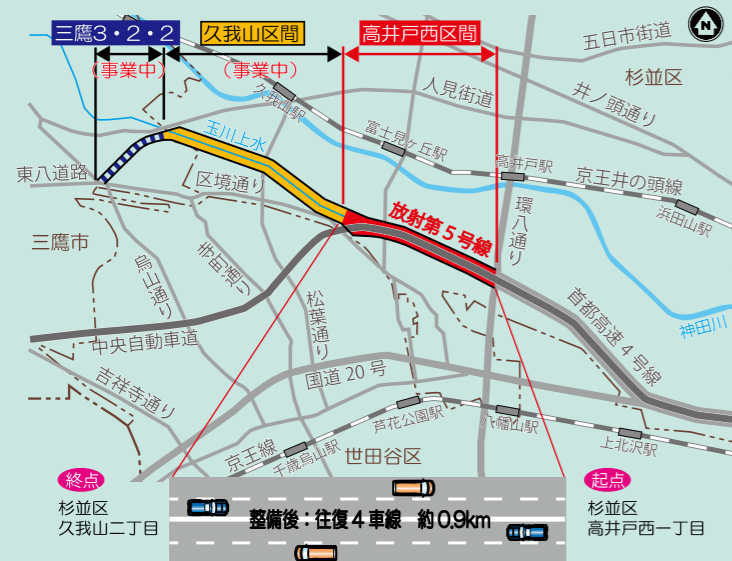 三鷹3・2・2
久我山区間
高井戸西区間
(事業中)
(事業中)
N
五日市街道
杉並区
久我山駅
人見街道
井ノ頭通り
玉川上水
富士見ヶ丘駅
高井戸駅
京王井の頭線
東八道路
区境通り
浜田山駅
三鷹市
放射第5号線
環八通り
烏山通り
寺町通り
松葉通り
神田川
首都高速4号線
中央自動車道
国道20号
吉祥寺通り
芦花公園駅
八幡山駅
京王線
千歳烏山駅
世田谷区
上北沢駅
終点
杉並区
久我山二丁目
整備後:往復4車線 約0.9km
起点
杉並区
高井戸西一丁目